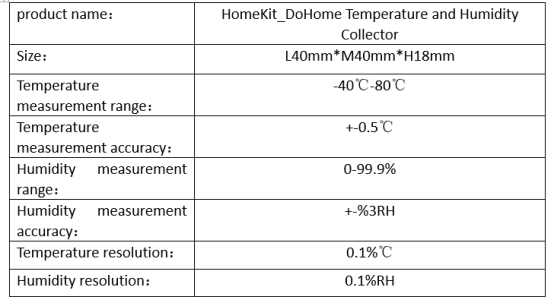 product name： HomeKit_DoHome Temperature and Humidity
Collector
Size： L40mm*M40mm*H18mm
Temperature
measurement range： -40℃-80℃
Temperature
measurement accuracy： +-0.5℃
Humidity measurement
range： 0-99.9%
Humidity measurement
accuracy： +-%3RH
Temperature resolution： 0.1%℃
Humidity resolution： 0.1%RH